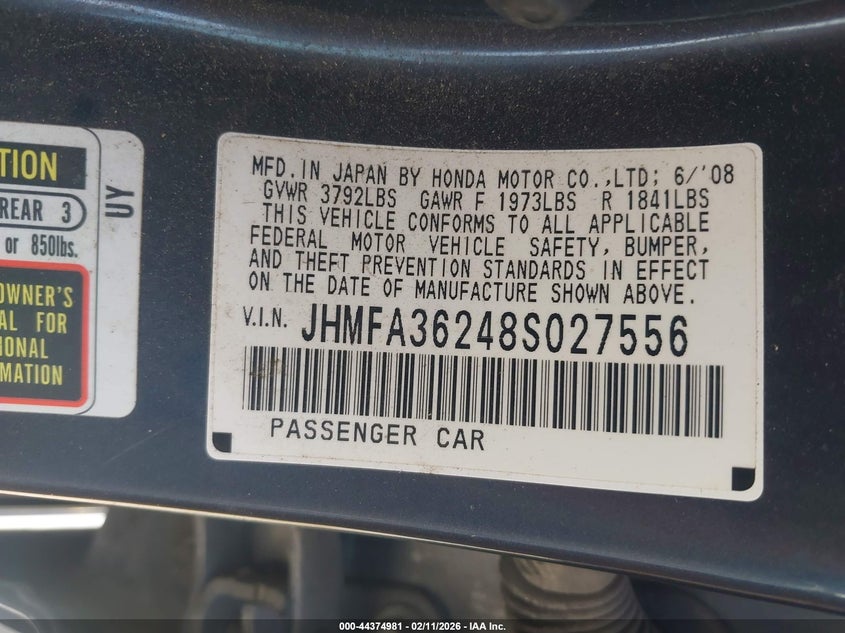 TION
REAR 3
or 850lbs.
OWNER'S
AL FOR
IONAL
MATION
UY
MFD.IN JAPAN BY HONDA MOTOR CO.,LTD; 6/'08
GVWR 3792LBS GAWR F 1973LBS R 1841LBS
THIS VEHICLE CONFORMS TO ALL APPLICABLE
FEDERAL MOTOR VEHICLE SAFETY, BUMPER,
AND THEFT PREVENTION STANDARDS IN EFFECT
ON THE DATE OF MANUFACTURE SHOWN ABOVE.
V.I.N. JHMFA36248S027556
PASSENGER CAR
000-44374981 - 02/11/2026 - IAA Inc.